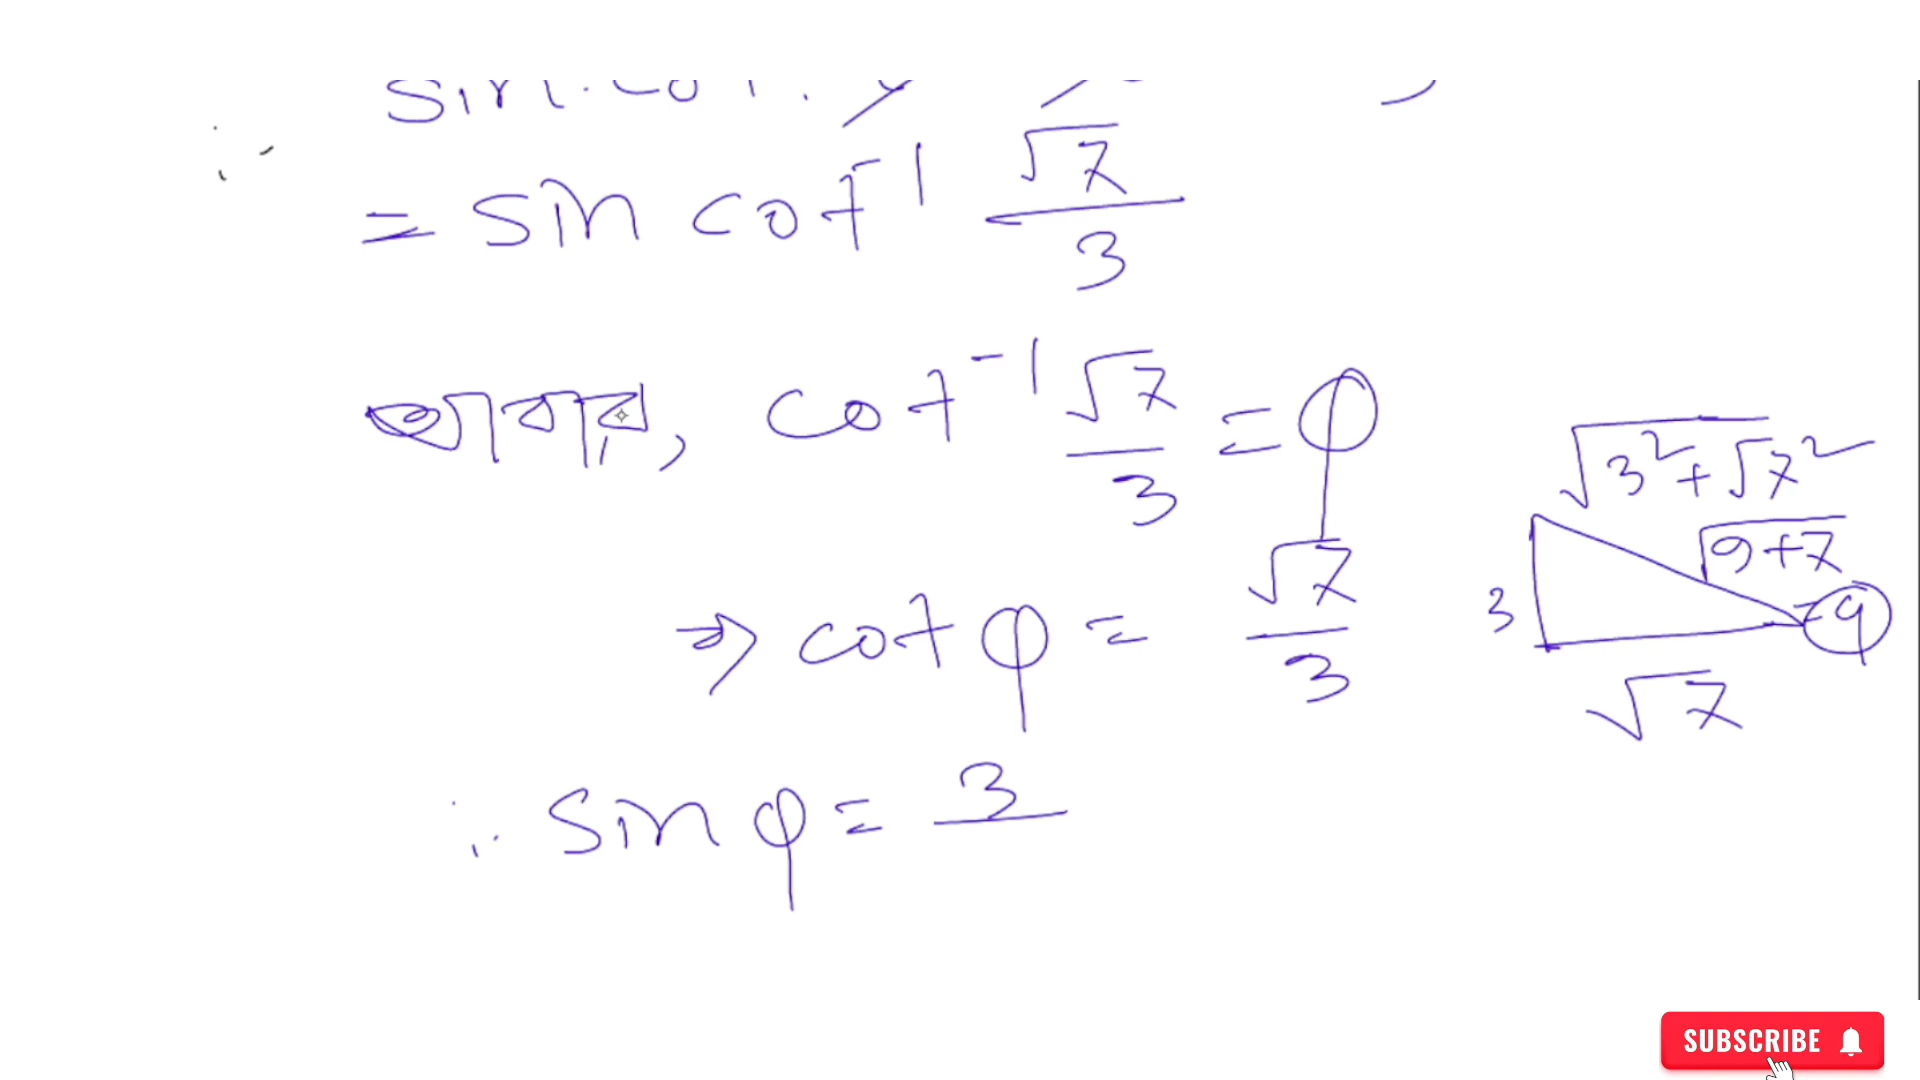 = sin cot⁻¹ √7/3
আবার, cot⁻¹ √7/3 = φ
⇒ cot φ = √7/3
∴ sin φ = 3
√3²+√7²
√9+7
3
= φ
√7
SUBSCRIBE